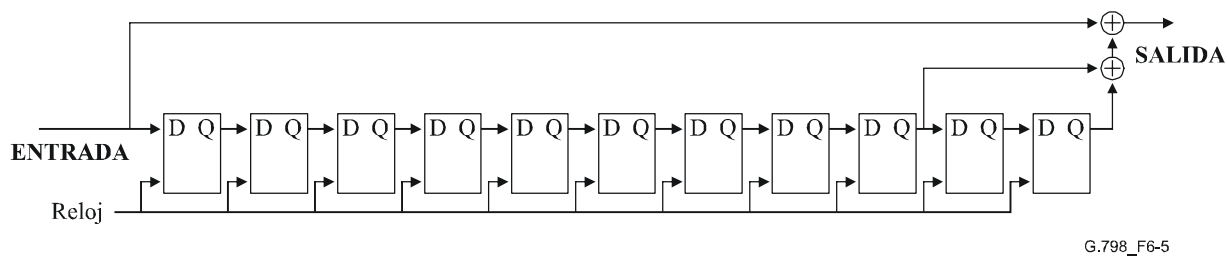 SALIDA
D Q D Q D Q D Q D Q D Q D Q D Q D Q D Q D Q
ENTRADA
Reloj
G.798_F6-5